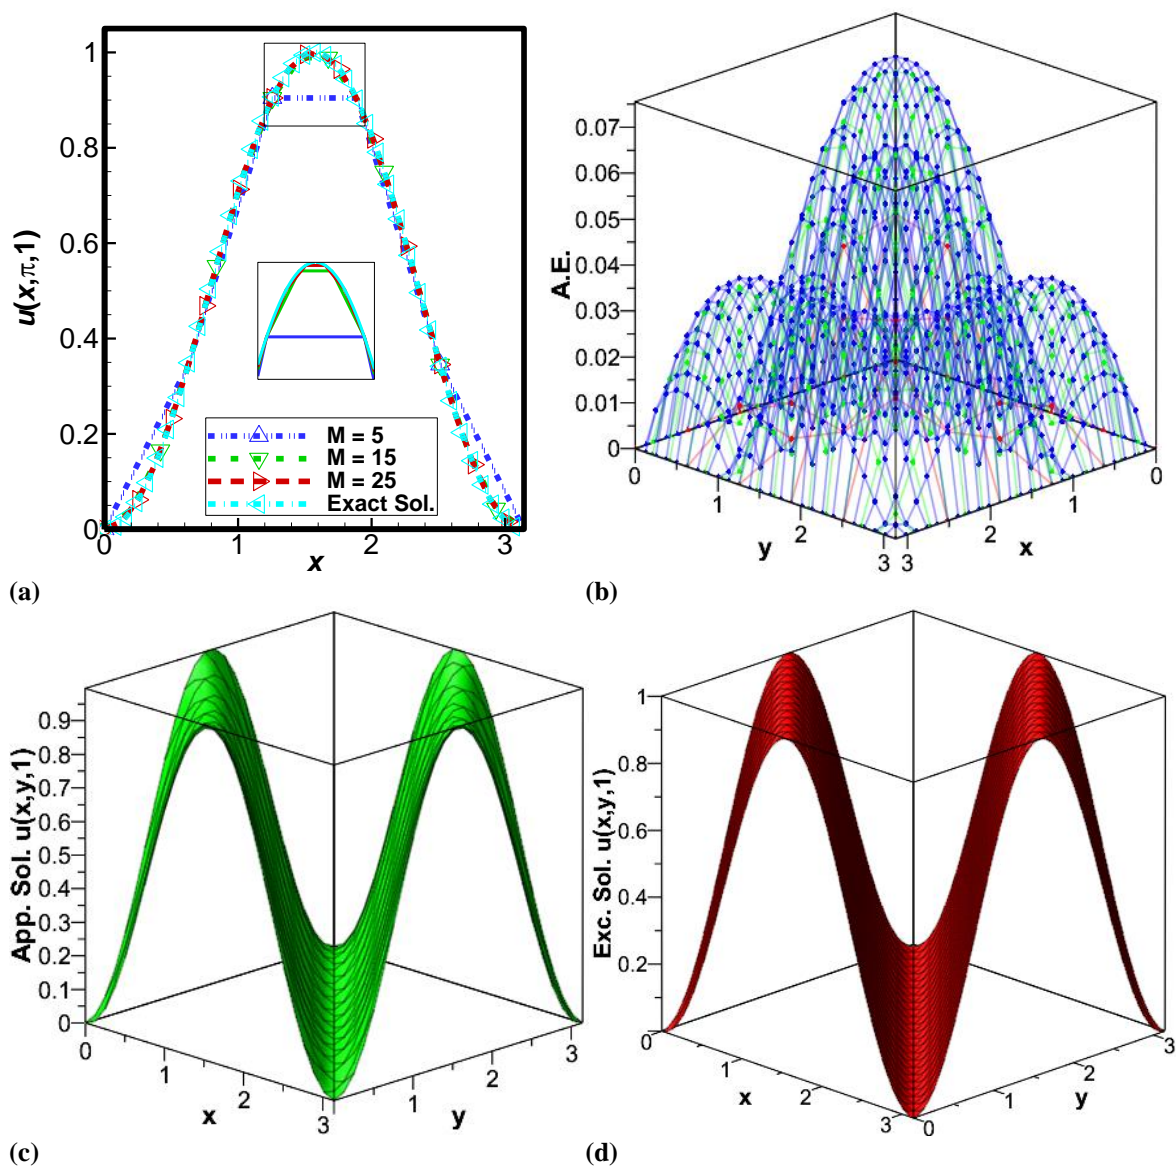 1
0.8
0.6
0.4
0.2
0
u(x,π,1)
M = 5
M = 15
M = 25
Exact Sol.
0 1 2 3
x
(a)
0.07
0.06
0.05
0.04
0.03
0.02
0.01
0
A.E.
1 2 3
y
3 2 1 0
x
(b)
0.9
0.8
0.7
0.6
0.5
0.4
0.3
0.2
0.1
0
App. Sol. u(x,y,1)
0 1 2 3
x
1 2 3
y
(c)
1
0.8
0.6
0.4
0.2
Exc. Sol. u(x,y,1)
0 1 2 3
x
0 1 2 3
y
(d)